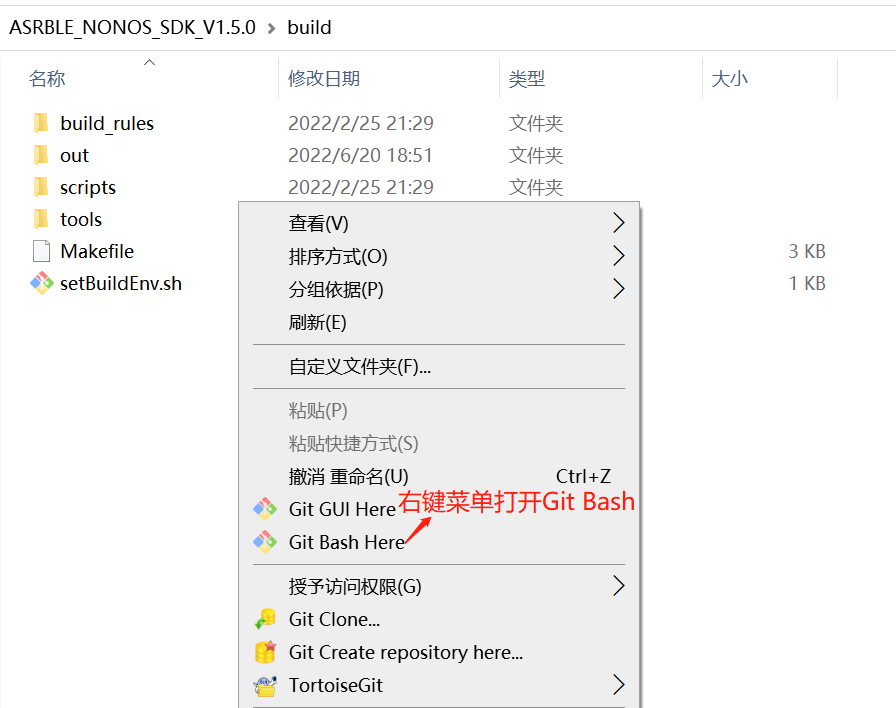 ASRBLE_NONOS_SDK_V1.5.0 > build
名称 修改日期 类型 大小
build_rules 2022/2/25 21:29 文件夹
out 2022/6/20 18:51 文件夹
scripts 2022/2/25 21:29 文件夹
tools
Makefile 3 KB
setBuildEnv.sh 1 KB
查看(V)
排序方式(O)
分组依据(P)
刷新(E)
自定义文件夹(F)...
粘贴(P)
粘贴快捷方式(S)
撤消 重命名(U) Ctrl+Z
右键菜单打开Git Bash
Git GUI Here
Git Bash Here
授予访问权限(G)
Git Clone...
Git Create repository here...
TortoiseGit